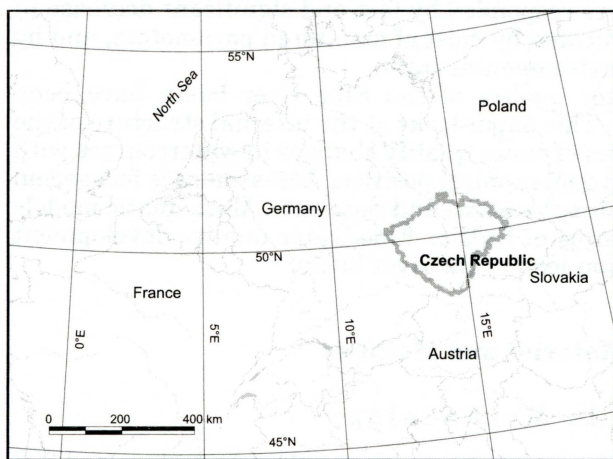 55°N
North Sea
Poland
Germany
50°N
Czech Republic
Slovakia
France
0°E
5°E
10°E
15°E
Austria
0 200 400 km
45°N